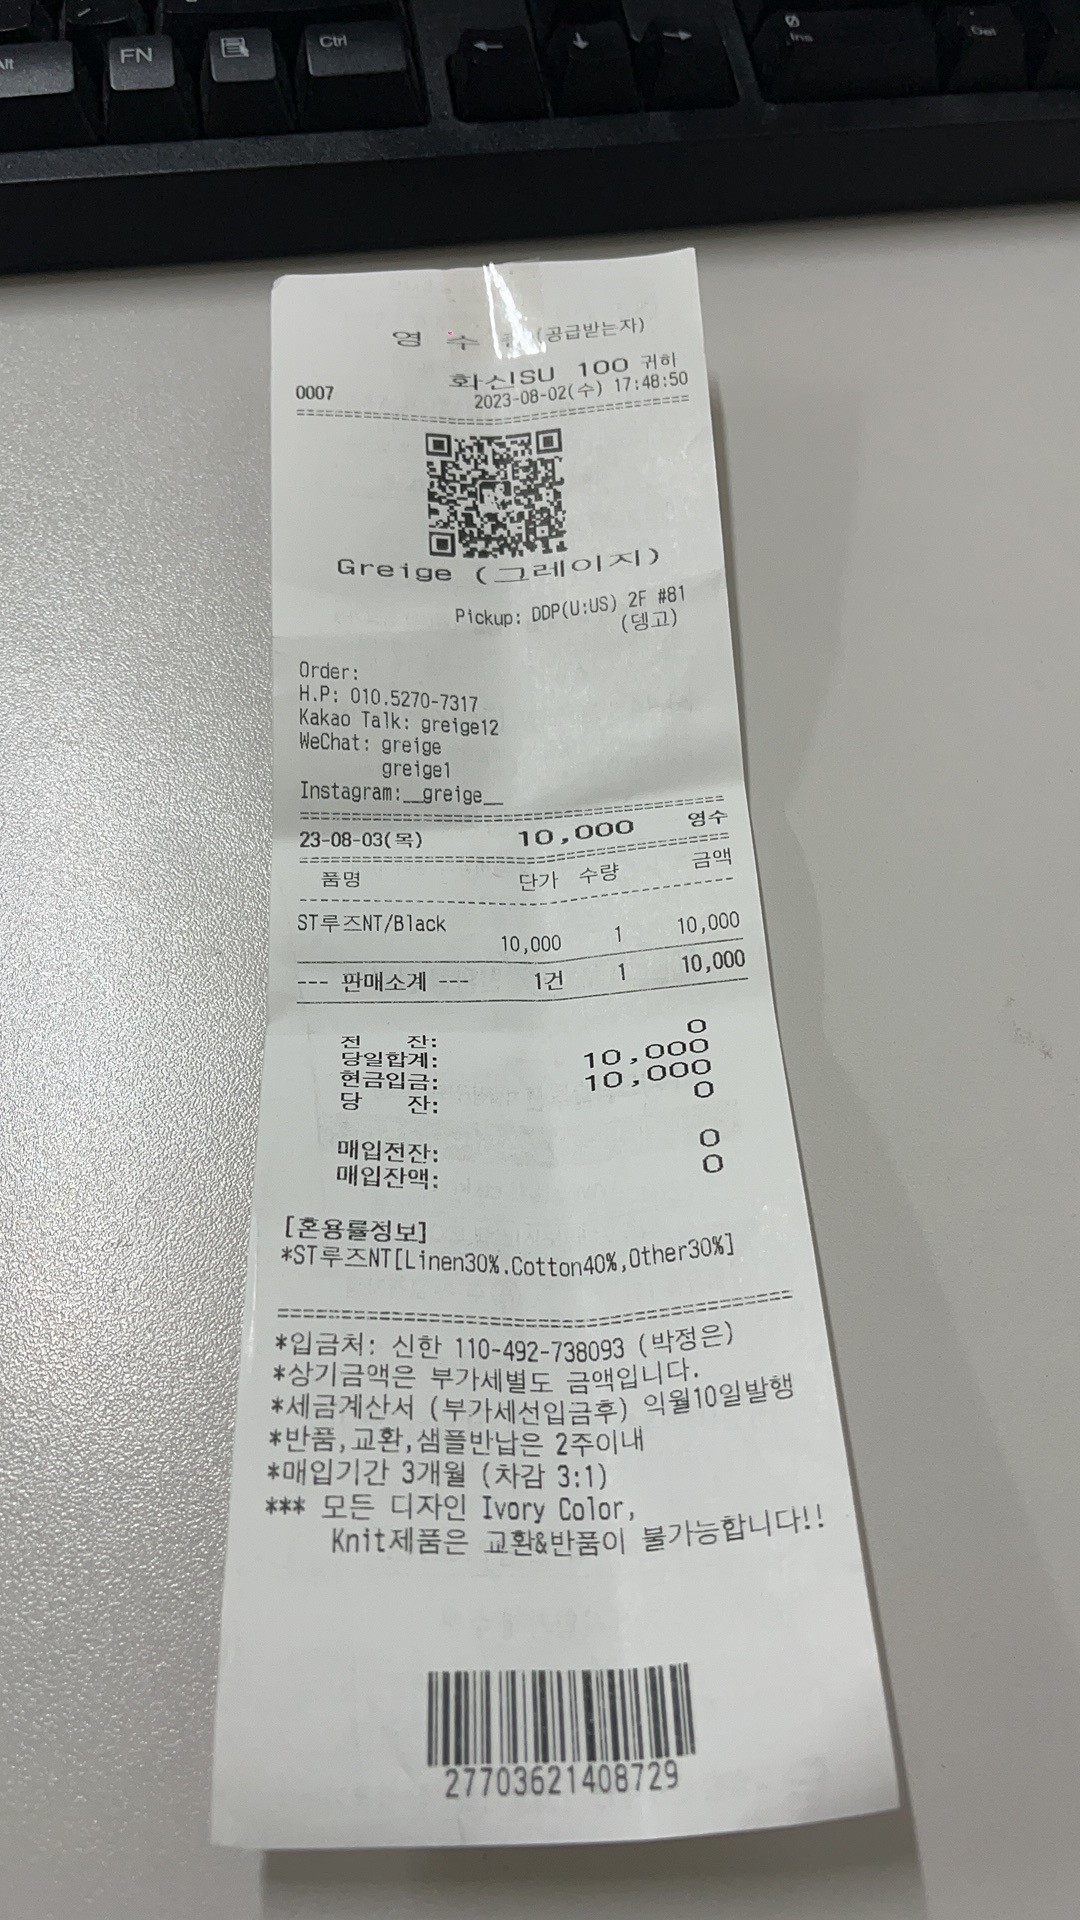 Alt
FN
Ctrl
←
↓
→
0
Ins
Del
영 수 (공급받는자)
화신ISU 100 귀하
0007
2023-08-02(수) 17:48:50
Greige (그레이지)
Pickup: DDP(U:US) 2F #81
(뎅고)
Order:
H.P: 010.5270-7317
Kakao Talk: greige12
WeChat: greige
greige1
Instagram:__greige__
23-08-03(목) 10,000 영수
품명 단가 수량 금액
ST루즈NT/Black
10,000 1 10,000
--- 판매소계 --- 1건 1 10,000
전 잔: 0
당일합계: 10,000
현금입금: 10,000
당 잔: 0
매입전잔: 0
매입잔액: 0
[혼용률정보]
*ST루즈NT[Linen30%.Cotton40%,Other30%]
*입금처: 신한 110-492-738093 (박정은)
*상기금액은 부가세별도 금액입니다.
*세금계산서 (부가세선입금후) 익월10일발행
*반품,교환,샘플반납은 2주이내
*매입기간 3개월 (차감 3:1)
*** 모든 디자인 Ivory Color,
Knit제품은 교환&반품이 불가능합니다!!
27703621408729